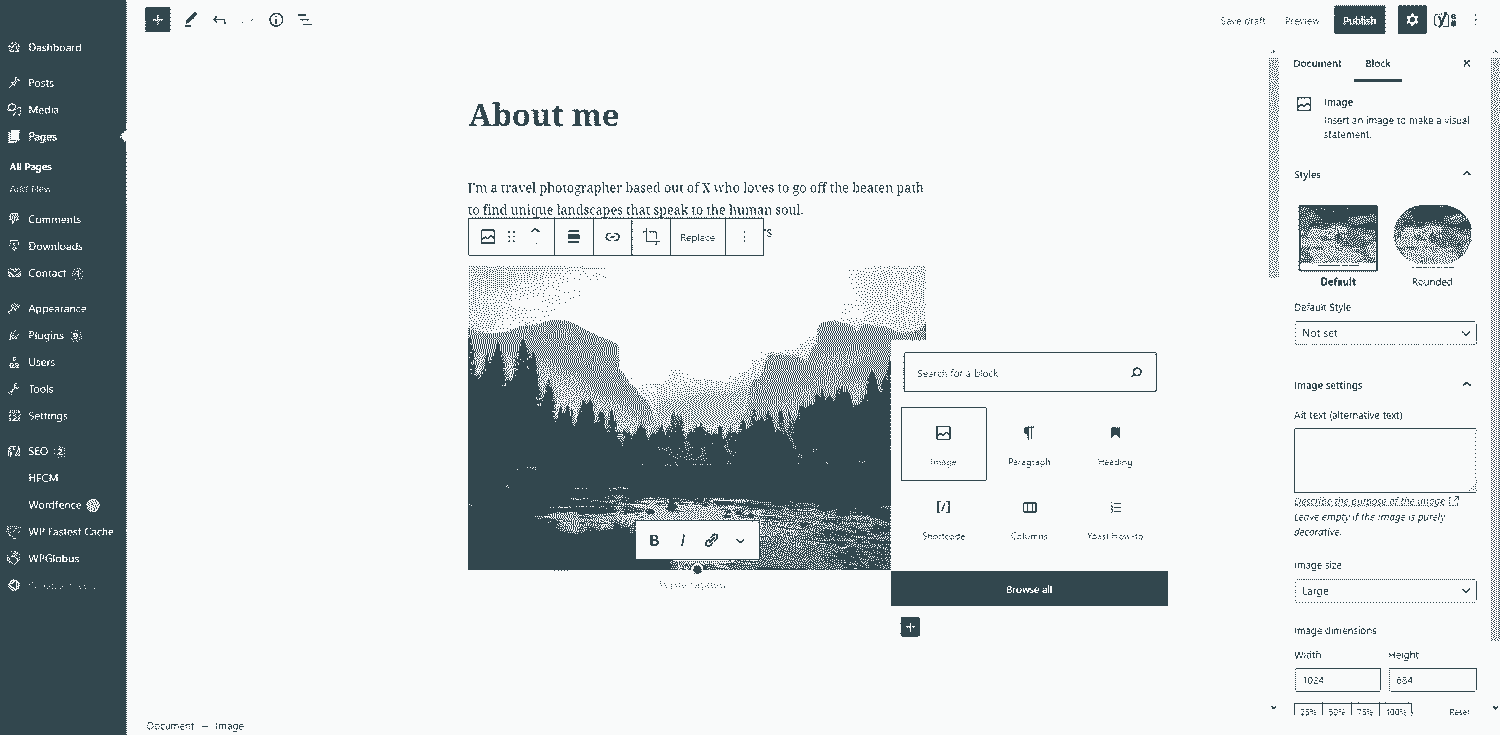 Save draft
Preview
Publish
Dashboard
Posts
Media
Pages
All Pages
Add New
Comments
Downloads
Contact
Appearance
Plugins
Users
Tools
Settings
SEO
HFCM
Wordfence
WP Fastest Cache
WPGlobus
About me
I'm a travel photographer based out of X who loves to go off the beaten path
to find unique landscapes that speak to the human soul.
Replace
rs
B I
Search for a block
Image
Paragraph
Heading
[/]
Shortcode
Columns
Yoast How-to
Browse all
Document
Block
Image
Insert an image to make a visual
statement.
Styles
Default
Rounded
Default Style
Not set
Image settings
Alt text (alternative text)
Describe the purpose of the image
Leave empty if the image is purely
decorative.
Image size
Large
Image dimensions
Width
Height
1024
684
25%
50%
75%
100%
Reset
Document → Image